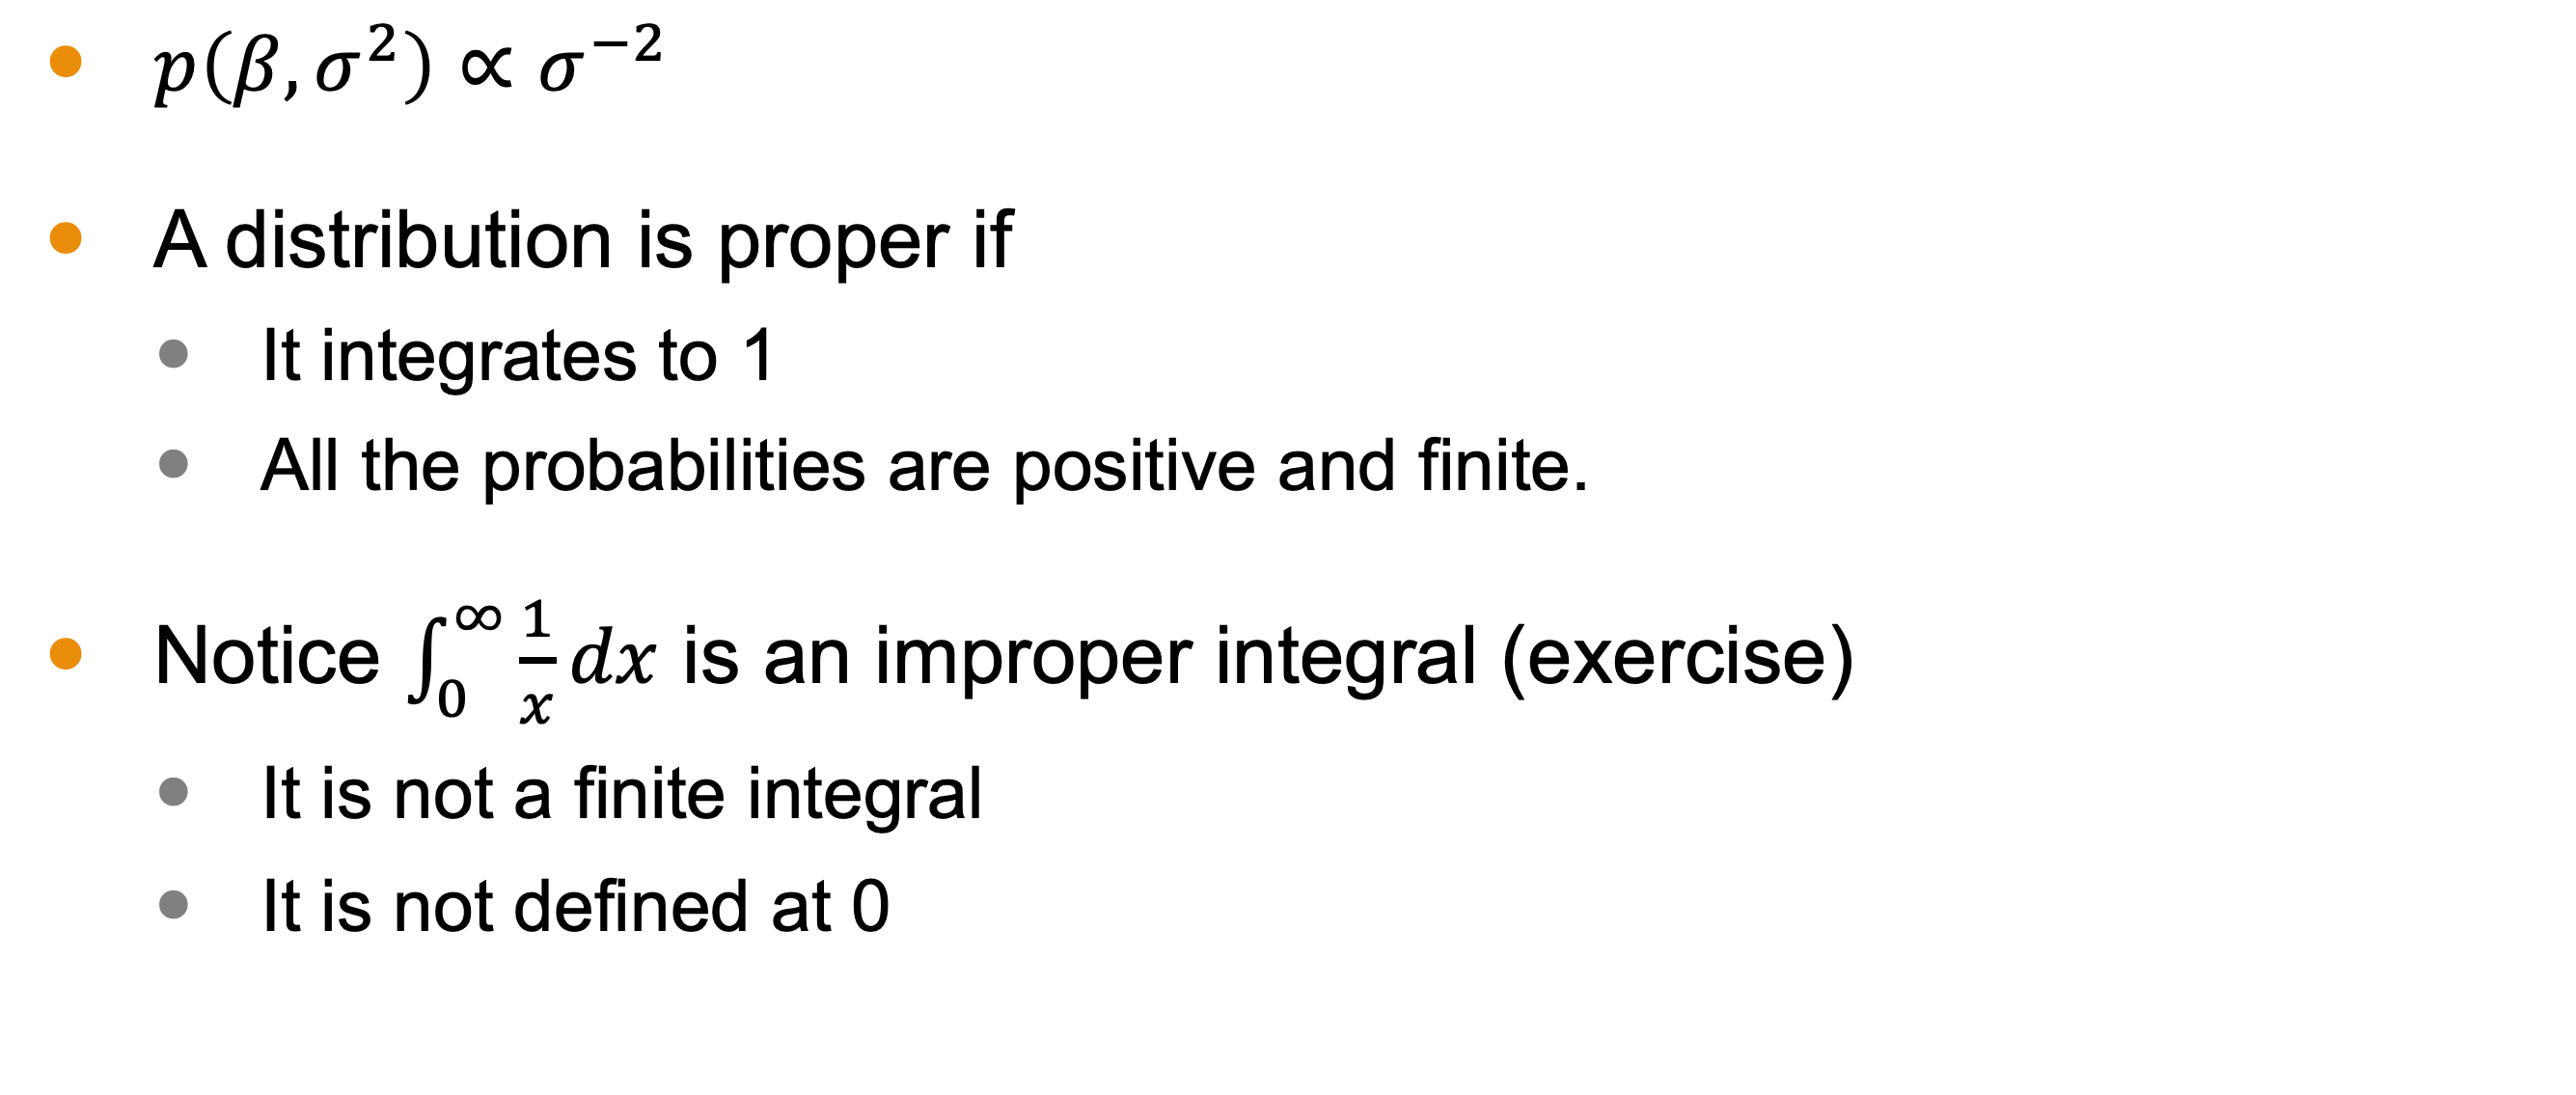 • p(β, σ²) ∝ σ⁻²
• A distribution is proper if
• It integrates to 1
• All the probabilities are positive and finite.
• Notice ∫₀^∞ 1/x dx is an improper integral (exercise)
• It is not a finite integral
• It is not defined at 0